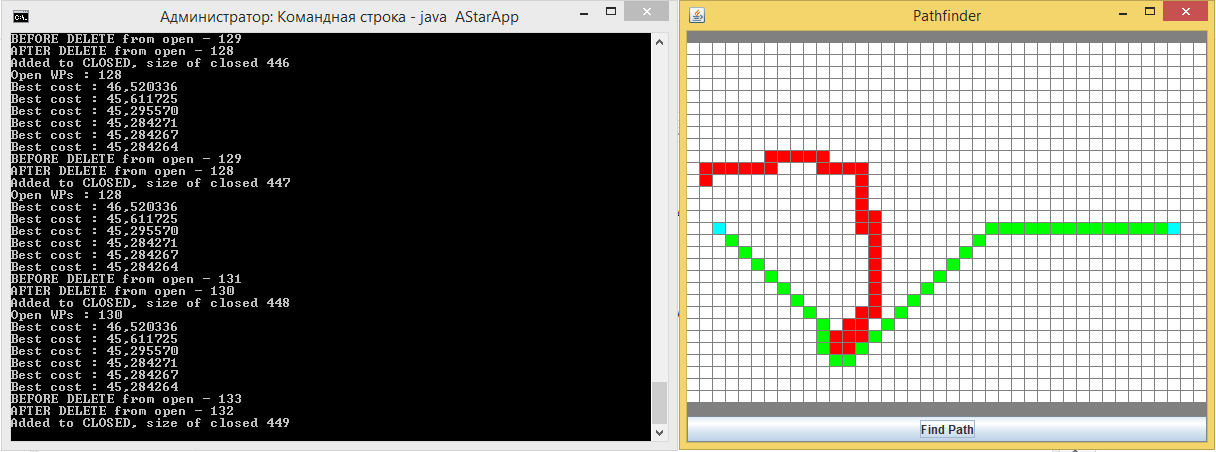 Администратор: Командная строка - java AStarApp
BEFORE DELETE from open - 129
AFTER DELETE from open - 128
Added to CLOSED, size of closed 446
Open WPs : 128
Best cost : 46,520336
Best cost : 45,611725
Best cost : 45,295570
Best cost : 45,284271
Best cost : 45,284267
Best cost : 45,284264
BEFORE DELETE from open - 129
AFTER DELETE from open - 128
Added to CLOSED, size of closed 447
Open WPs : 128
Best cost : 46,520336
Best cost : 45,611725
Best cost : 45,295570
Best cost : 45,284271
Best cost : 45,284267
Best cost : 45,284264
BEFORE DELETE from open - 131
AFTER DELETE from open - 130
Added to CLOSED, size of closed 448
Open WPs : 130
Best cost : 46,520336
Best cost : 45,611725
Best cost : 45,295570
Best cost : 45,284271
Best cost : 45,284267
Best cost : 45,284264
BEFORE DELETE from open - 133
AFTER DELETE from open - 132
Added to CLOSED, size of closed 449
Pathfinder
Find Path